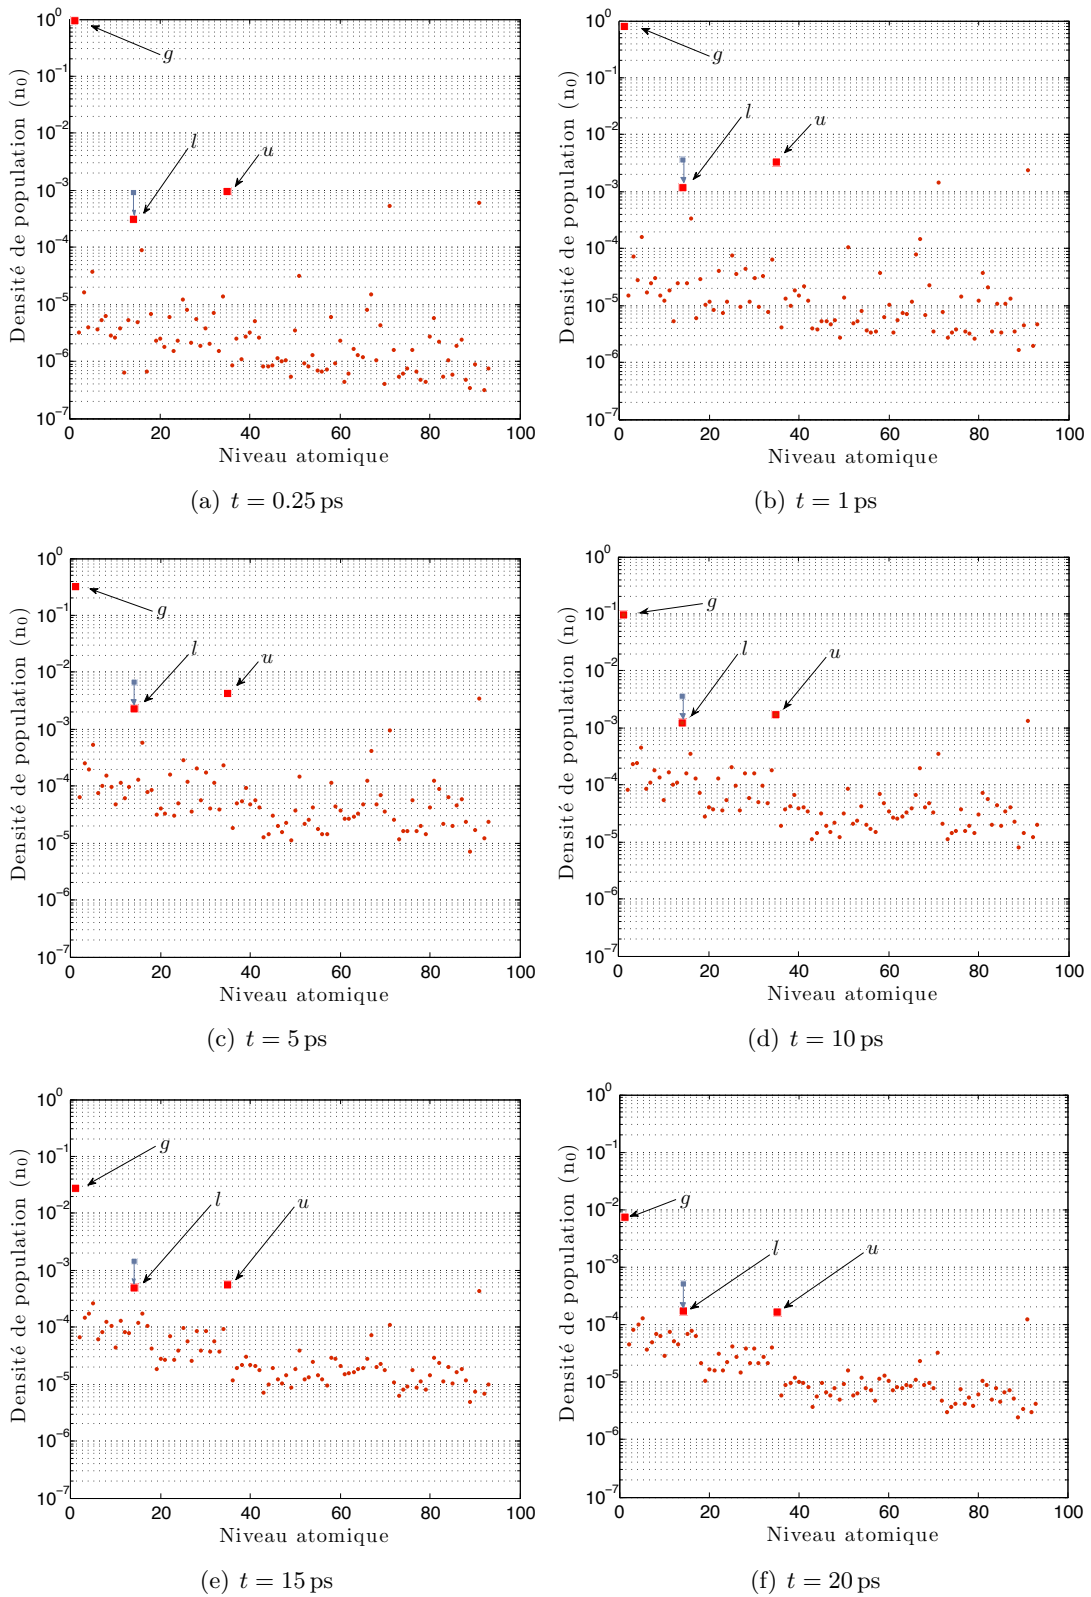 10^0
10^-1
10^-2
10^-3
10^-4
10^-5
10^-6
10^-7
Densité de population (n_0)
g
l
u
0 20 40 60 80 100
Niveau atomique
(a) t = 0.25 ps
10^0
10^-1
10^-2
10^-3
10^-4
10^-5
10^-6
10^-7
Densité de population (n_0)
g
l
u
0 20 40 60 80 100
Niveau atomique
(b) t = 1 ps
10^0
10^-1
10^-2
10^-3
10^-4
10^-5
10^-6
10^-7
Densité de population (n_0)
g
l
u
0 20 40 60 80 100
Niveau atomique
(c) t = 5 ps
10^0
10^-1
10^-2
10^-3
10^-4
10^-5
10^-6
10^-7
Densité de population (n_0)
g
l
u
0 20 40 60 80 100
Niveau atomique
(d) t = 10 ps
10^0
10^-1
10^-2
10^-3
10^-4
10^-5
10^-6
10^-7
Densité de population (n_0)
g
l
u
0 20 40 60 80 100
Niveau atomique
(e) t = 15 ps
10^0
10^-1
10^-2
10^-3
10^-4
10^-5
10^-6
10^-7
Densité de population (n_0)
g
l
u
0 20 40 60 80 100
Niveau atomique
(f) t = 20 ps